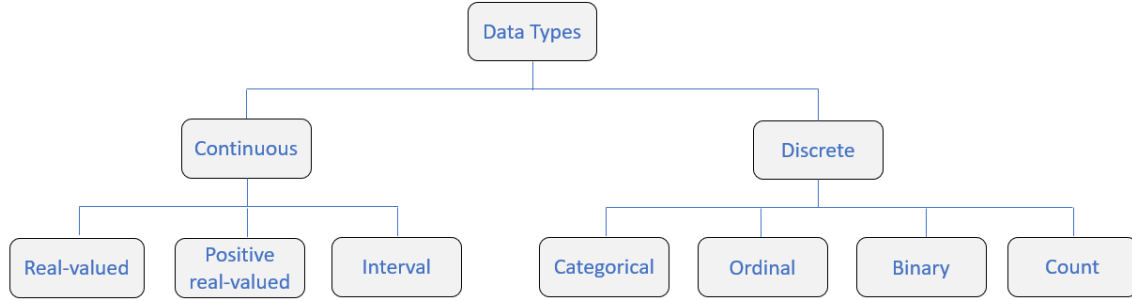 Data Types
Continuous
Discrete
Real-valued
Positive
real-valued
Interval
Categorical
Ordinal
Binary
Count